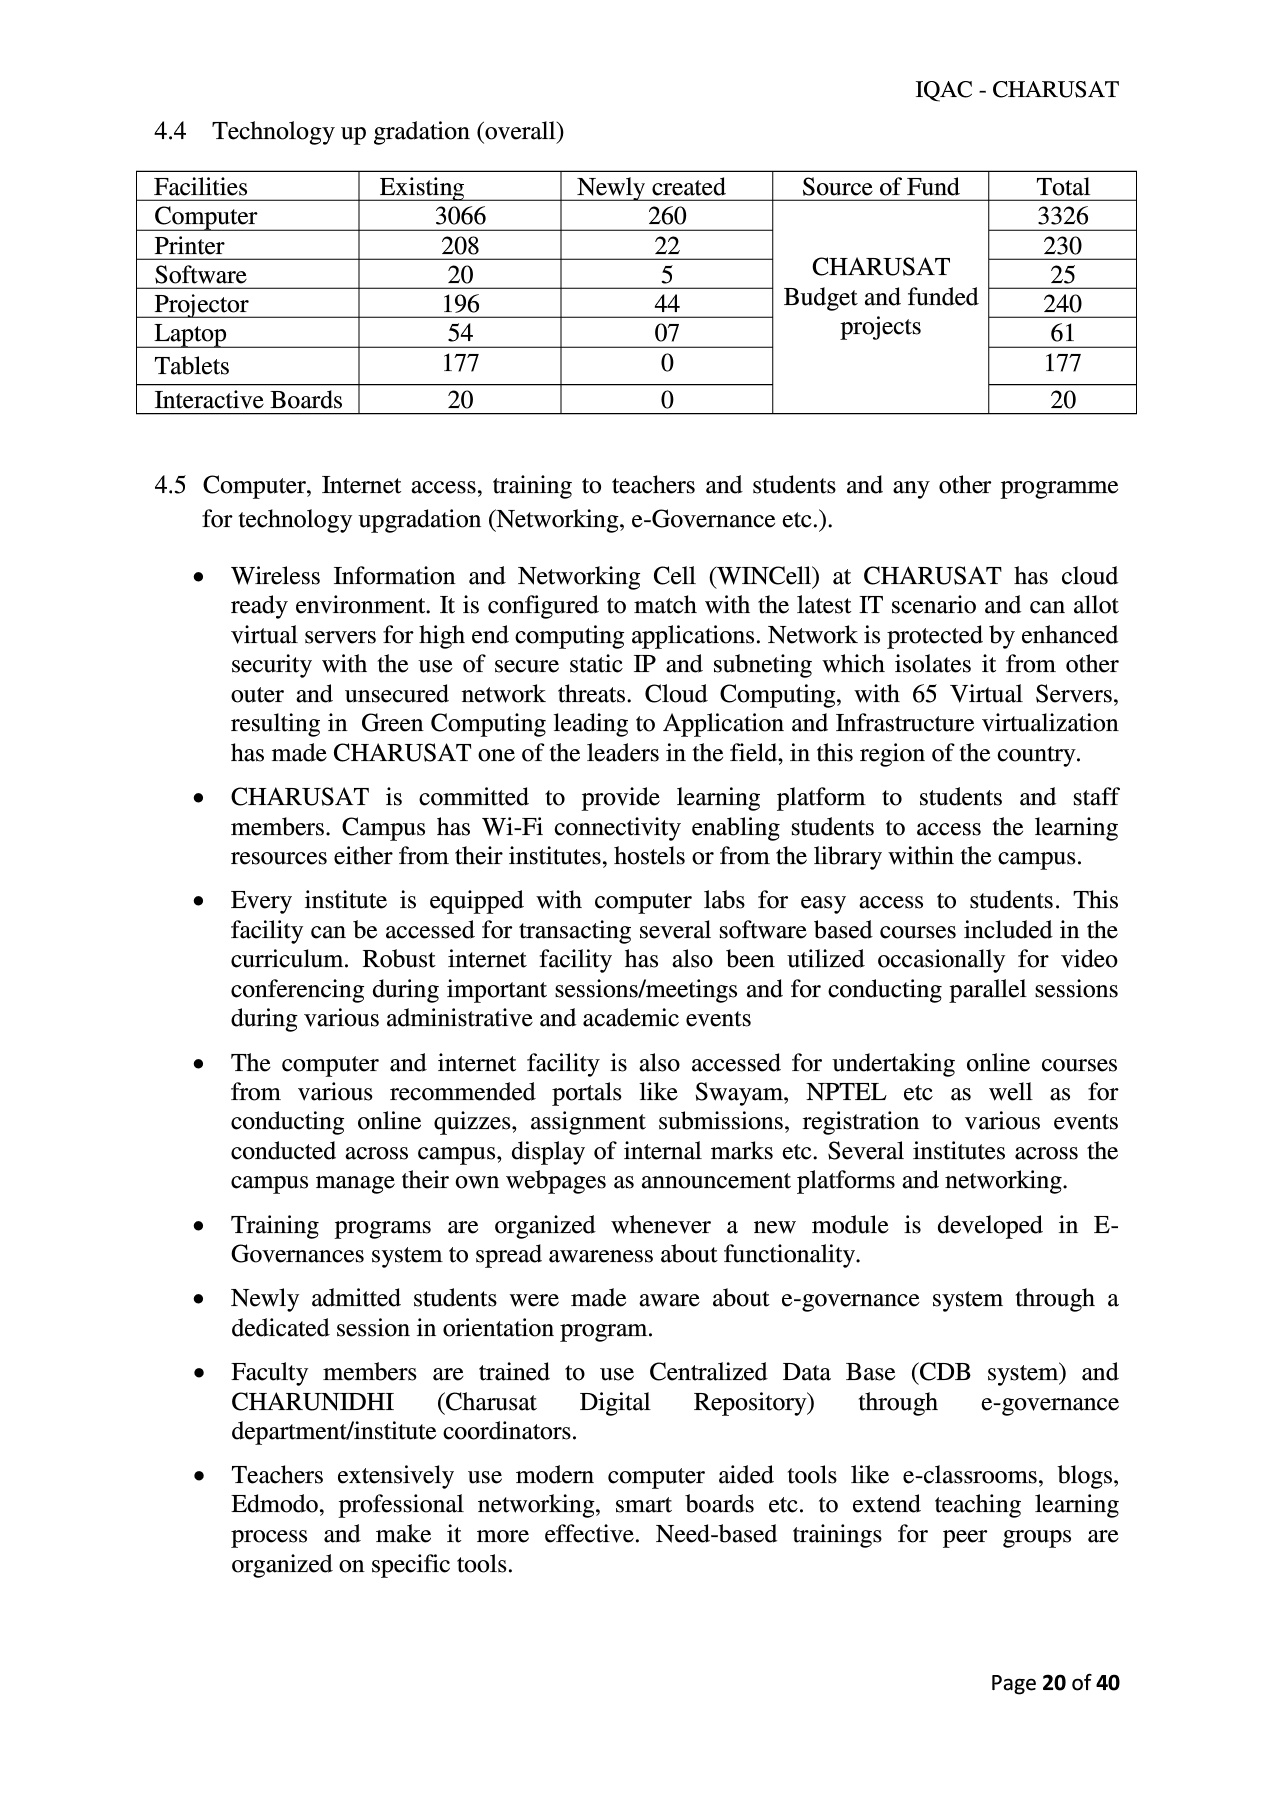 IQAC - CHARUSAT
4.4 Technology up gradation (overall)
Facilities Existing Newly created Source of Fund Total
Computer 3066 260 3326
Printer 208 22 230
Software 20 5 25
Projector 196 44 240
Laptop 54 07 61
Tablets 177 0 177
Interactive Boards 20 0 20
CHARUSAT
Budget and funded
projects
4.5 Computer, Internet access, training to teachers and students and any other programme
for technology upgradation (Networking, e-Governance etc.).
• Wireless Information and Networking Cell (WINCell) at CHARUSAT has cloud
ready environment. It is configured to match with the latest IT scenario and can allot
virtual servers for high end computing applications. Network is protected by enhanced
security with the use of secure static IP and subneting which isolates it from other
outer and unsecured network threats. Cloud Computing, with 65 Virtual Servers,
resulting in Green Computing leading to Application and Infrastructure virtualization
has made CHARUSAT one of the leaders in the field, in this region of the country.
• CHARUSAT is committed to provide learning platform to students and staff
members. Campus has Wi-Fi connectivity enabling students to access the learning
resources either from their institutes, hostels or from the library within the campus.
• Every institute is equipped with computer labs for easy access to students. This
facility can be accessed for transacting several software based courses included in the
curriculum. Robust internet facility has also been utilized occasionally for video
conferencing during important sessions/meetings and for conducting parallel sessions
during various administrative and academic events
• The computer and internet facility is also accessed for undertaking online courses
from various recommended portals like Swayam, NPTEL etc as well as for
conducting online quizzes, assignment submissions, registration to various events
conducted across campus, display of internal marks etc. Several institutes across the
campus manage their own webpages as announcement platforms and networking.
• Training programs are organized whenever a new module is developed in E-
Governances system to spread awareness about functionality.
• Newly admitted students were made aware about e-governance system through a
dedicated session in orientation program.
• Faculty members are trained to use Centralized Data Base (CDB system) and
CHARUNIDHI (Charusat Digital Repository) through e-governance
department/institute coordinators.
• Teachers extensively use modern computer aided tools like e-classrooms, blogs,
Edmodo, professional networking, smart boards etc. to extend teaching learning
process and make it more effective. Need-based trainings for peer groups are
organized on specific tools.
Page 20 of 40